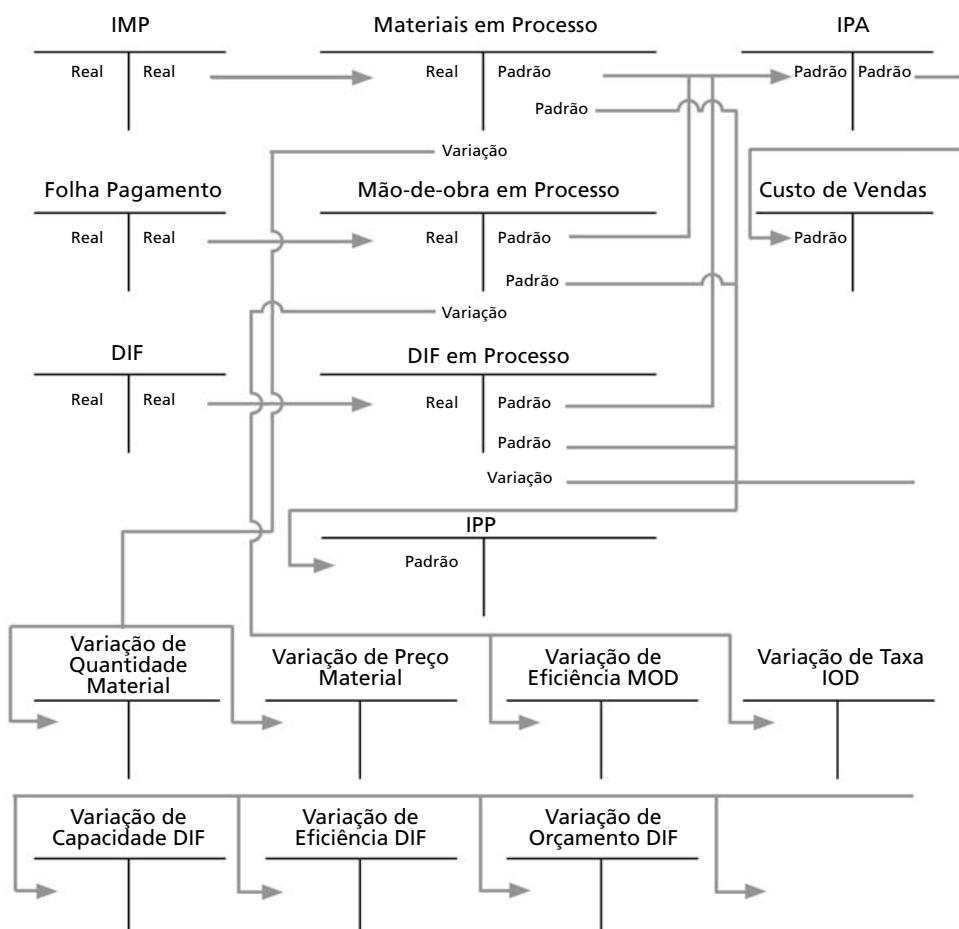 IMP
Materiais em Processo
IPA
Real
Real
Real
Padrão
Padrão
Padrão
Padrão
Variação
Folha Pagamento
Mão-de-obra em Processo
Custo de Vendas
Real
Real
Real
Padrão
Padrão
Padrão
Variação
DIF
DIF em Processo
Real
Real
Real
Padrão
Padrão
Variação
IPP
Padrão
Variação de
Quantidade
Material
Variação de Preço
Material
Variação de
Eficiência MOD
Variação de Taxa
IOD
Variação de
Capacidade DIF
Variação de
Eficiência DIF
Variação de
Orçamento DIF